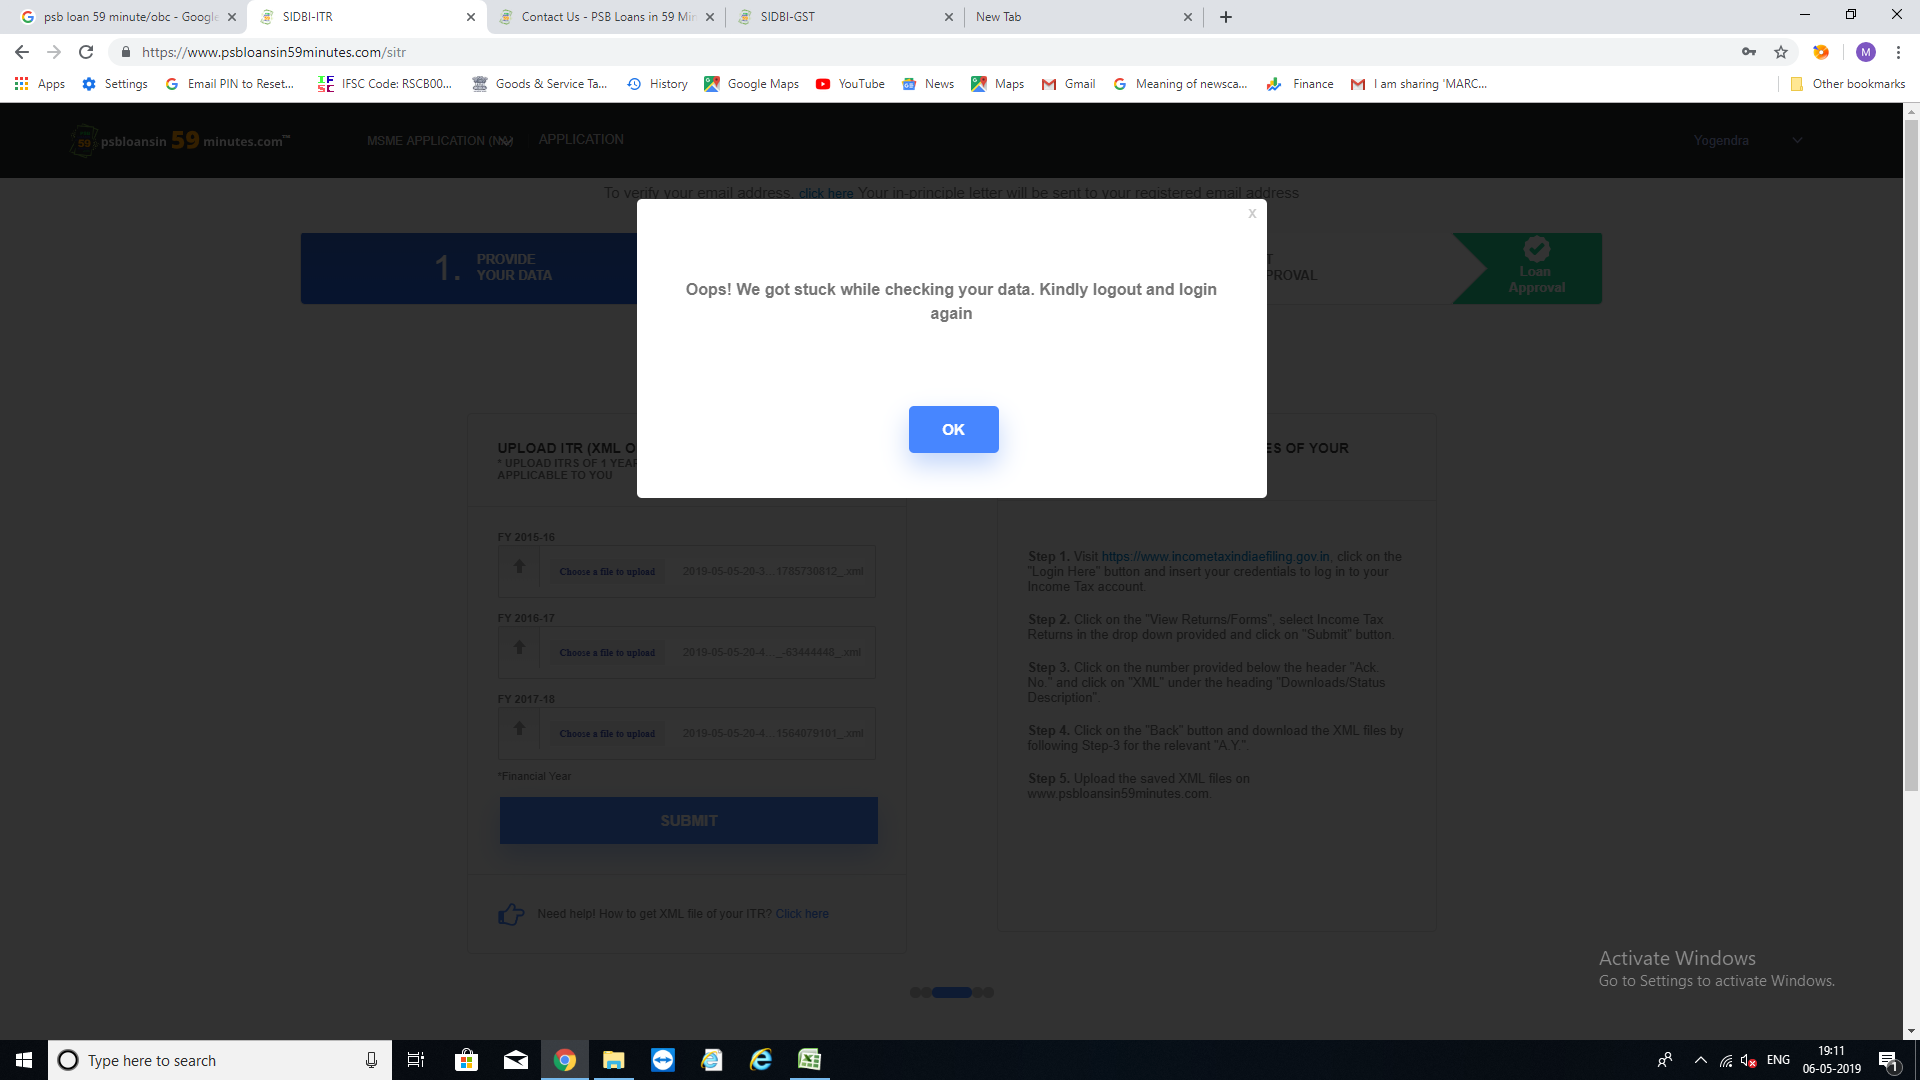 psb loan 59 minute/obc - Google
SIDBI-ITR
Contact Us - PSB Loans in 59 Min
SIDBI-GST
New Tab
https://www.psbloansin59minutes.com/sitr
M
Apps
Settings
Email PIN to Reset...
IFSC Code: RSCB00...
Goods & Service Ta...
History
Google Maps
YouTube
News
Maps
Gmail
Meaning of newsca...
Finance
I am sharing 'MARC...
Other bookmarks
psbloansin 59 minutes.com™
MSME APPLICATION
APPLICATION
Yogendra
To verify your email address, click here Your in-principle letter will be sent to your registered email address
1. PROVIDE
YOUR DATA
PROVAL
Loan
Approval
x
Oops! We got stuck while checking your data. Kindly logout and login
again
OK
UPLOAD ITR (XML O
* UPLOAD ITRS OF 1 YEAR
APPLICABLE TO YOU
FY 2015-16
Choose a file to upload 2019-05-05-20-3...1785730812_.xml
FY 2016-17
Choose a file to upload 2019-05-05-20-4..._-63444448_.xml
FY 2017-18
Choose a file to upload 2019-05-05-20-4...1564079101_.xml
*Financial Year
SUBMIT
Need help! How to get XML file of your ITR? Click here
ES OF YOUR
Step 1. Visit https://www.incometaxindiaefiling.gov.in, click on the
"Login Here" button and insert your credentials to log in to your
Income Tax account.
Step 2. Click on the "View Returns/Forms", select Income Tax
Returns in the drop down provided and click on "Submit" button.
Step 3. Click on the number provided below the header "Ack.
No." and click on "XML" under the heading "Downloads/Status
Description".
Step 4. Click on the "Back" button and download the XML files by
following Step-3 for the relevant "A.Y."
Step 5. Upload the saved XML files on
www.psbloansin59minutes.com.
Activate Windows
Go to Settings to activate Windows.
Type here to search
ENG
19:11
06-05-2019
1